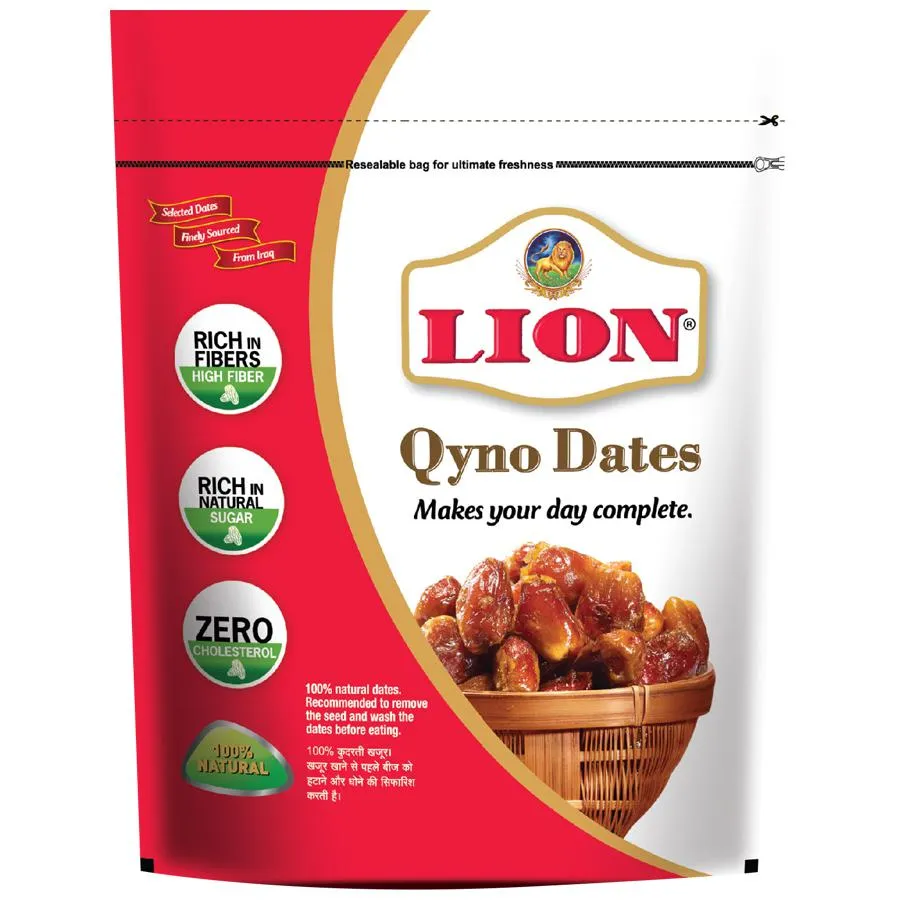 Resealable bag for ultimate freshness
Selected Dates
Finely Sourced
From Iraq
LION®
Qyno Dates
Makes your day complete.
RICH IN
FIBERS
HIGH FIBER
RICH IN
NATURAL
SUGAR
ZERO
CHOLESTEROL
100%
NATURAL
100% natural dates.
Recommended to remove
the seed and wash the
dates before eating.
100% कुदरती खजूर।
खजूर खाने से पहले बीज को
हटाने और धोने की सिफारिश
करती है।